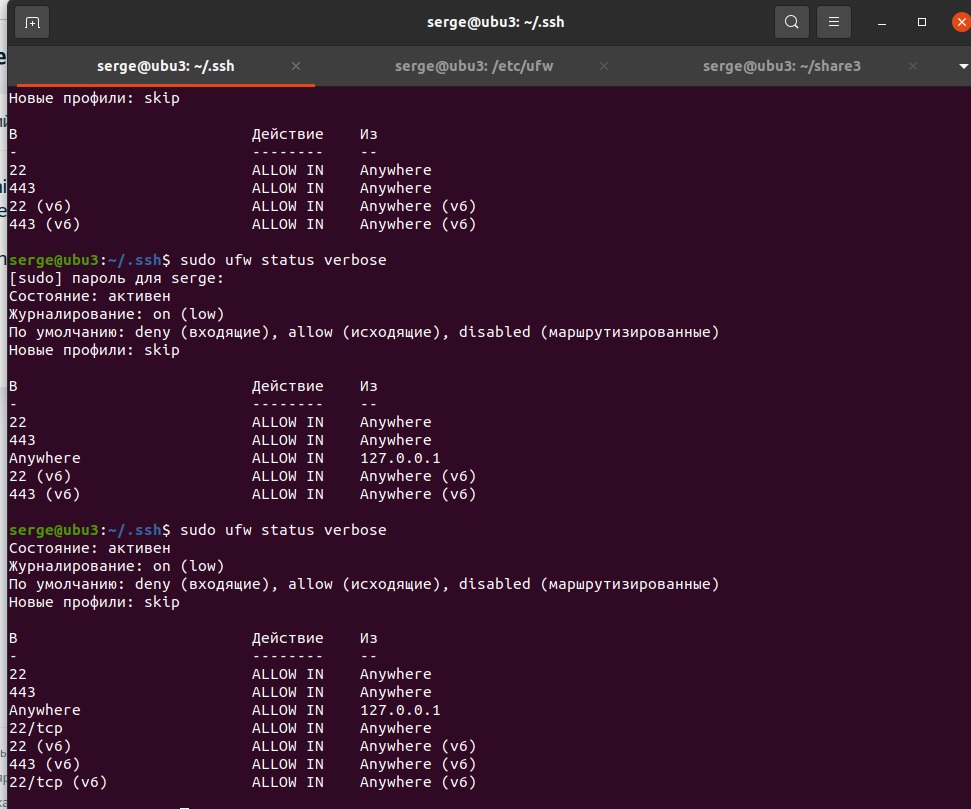 serge@ubu3: ~/.ssh
serge@ubu3: ~/.ssh serge@ubu3: /etc/ufw serge@ubu3: ~/share3
Новые профили: skip
В Действие Из
- -------- --
22 ALLOW IN Anywhere
443 ALLOW IN Anywhere
22 (v6) ALLOW IN Anywhere (v6)
443 (v6) ALLOW IN Anywhere (v6)
serge@ubu3:~/.ssh$ sudo ufw status verbose
[sudo] пароль для serge:
Состояние: активен
Журналирование: on (low)
По умолчанию: deny (входящие), allow (исходящие), disabled (маршрутизированные)
Новые профили: skip
В Действие Из
- -------- --
22 ALLOW IN Anywhere
443 ALLOW IN Anywhere
Anywhere ALLOW IN 127.0.0.1
22 (v6) ALLOW IN Anywhere (v6)
443 (v6) ALLOW IN Anywhere (v6)
serge@ubu3:~/.ssh$ sudo ufw status verbose
Состояние: активен
Журналирование: on (low)
По умолчанию: deny (входящие), allow (исходящие), disabled (маршрутизированные)
Новые профили: skip
В Действие Из
- -------- --
22 ALLOW IN Anywhere
443 ALLOW IN Anywhere
Anywhere ALLOW IN 127.0.0.1
22/tcp ALLOW IN Anywhere
22 (v6) ALLOW IN Anywhere (v6)
443 (v6) ALLOW IN Anywhere (v6)
22/tcp (v6) ALLOW IN Anywhere (v6)